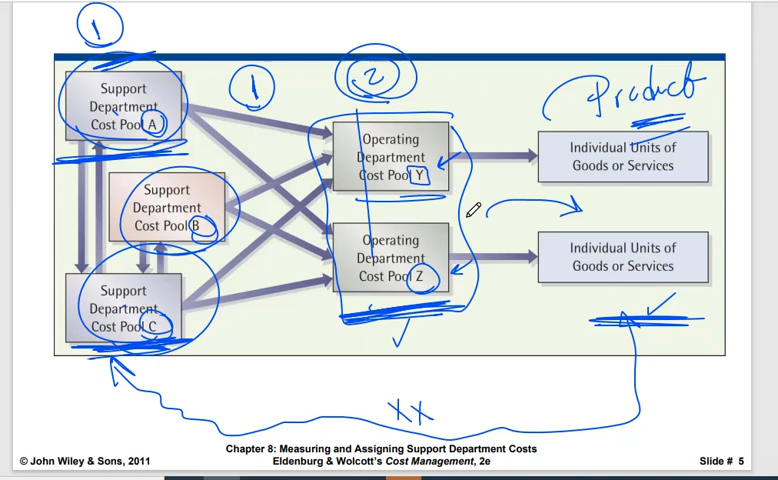 1
Support
Department
Cost Pool A
1
2
Product
Operating
Department
Cost Pool Y
Individual Units of
Goods or Services
Support
Department
Cost Pool B
Operating
Department
Cost Pool Z
Individual Units of
Goods or Services
Support
Department
Cost Pool C
XX
© John Wiley & Sons, 2011
Chapter 8: Measuring and Assigning Support Department Costs
Eldenburg & Wolcott's Cost Management, 2e
Slide # 5